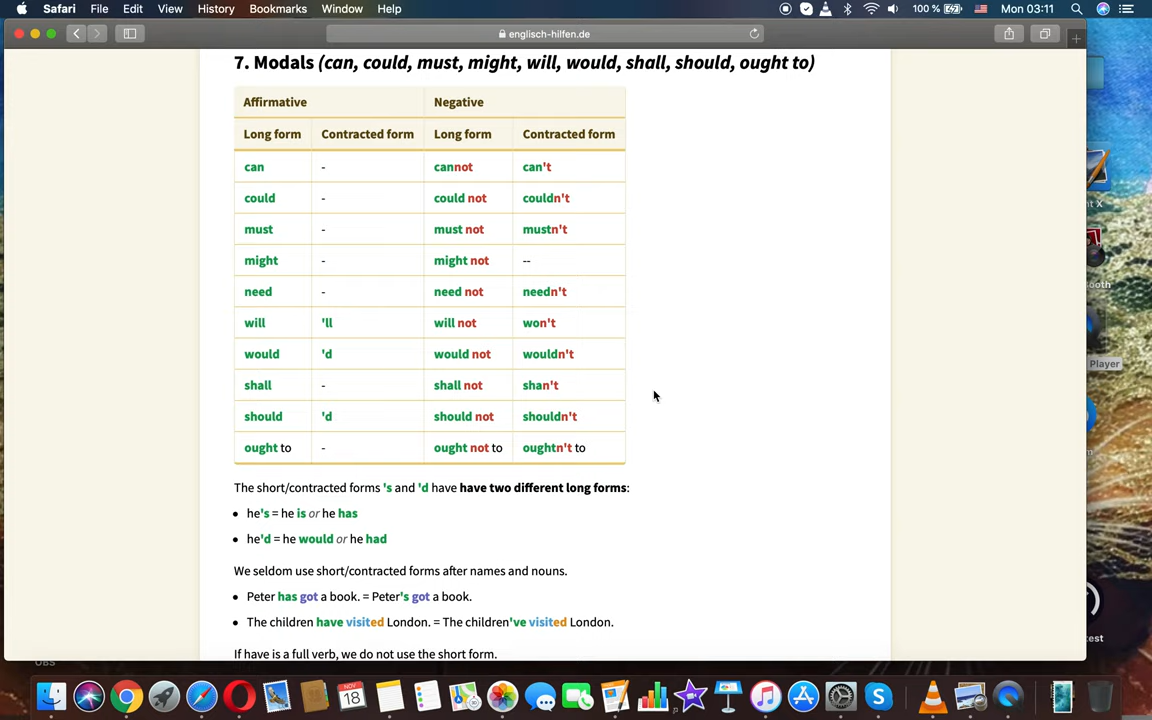 Safari File Edit View History Bookmarks Window Help 100 % Mon 03:11
englisch-hilfen.de
7. Modals (can, could, must, might, will, would, shall, should, ought to)
Affirmative Negative
Long form Contracted form Long form Contracted form
can - cannot can't
could - could not couldn't
must - must not mustn't
might - might not --
need - need not needn't
will 'll will not won't
would 'd would not wouldn't
shall - shall not shan't
should 'd should not shouldn't
ought to - ought not to oughtn't to
The short/contracted forms 's and 'd have have two different long forms:
• he's = he is or he has
• he'd = he would or he had
We seldom use short/contracted forms after names and nouns.
• Peter has got a book. = Peter's got a book.
• The children have visited London. = The children've visited London.
If have is a full verb, we do not use the short form.
Player
OBS
NOV
18